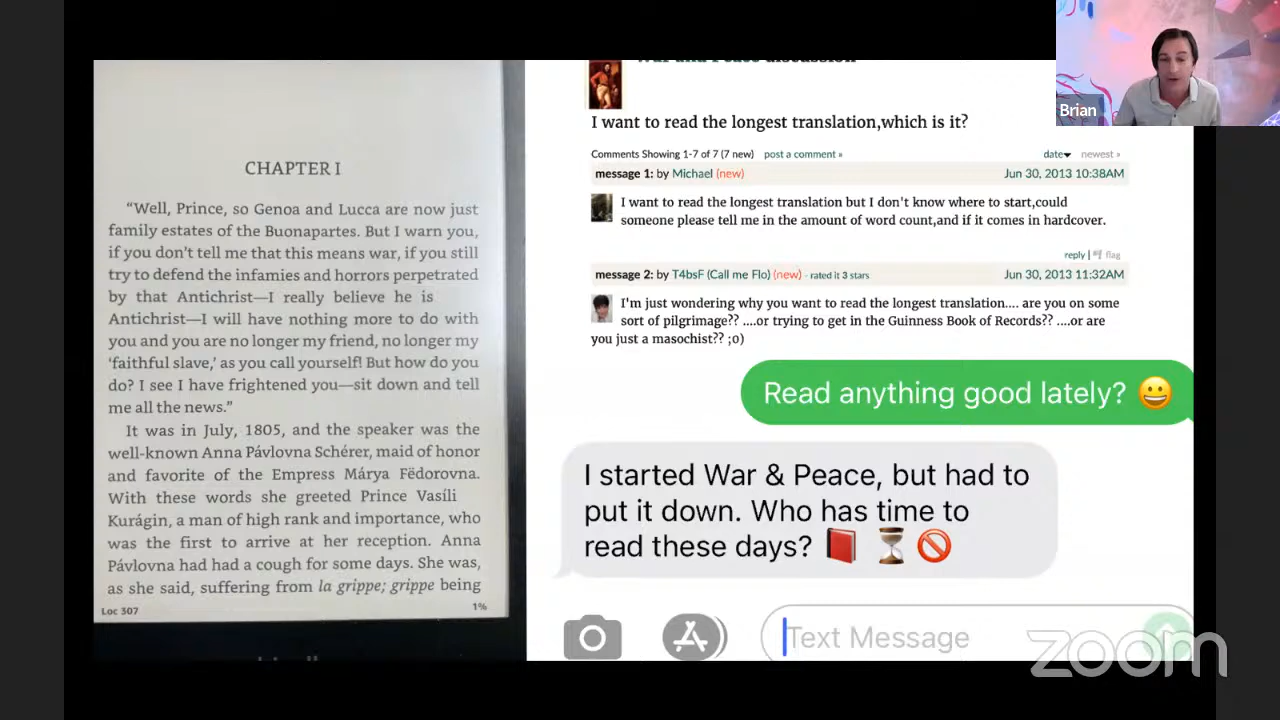 CHAPTER I
“Well, Prince, so Genoa and Lucca are now just
family estates of the Buonapartes. But I warn you,
if you don’t tell me that this means war, if you still
try to defend the infamies and horrors perpetrated
by that Antichrist—I really believe he is
Antichrist—I will have nothing more to do with
you and you are no longer my friend, no longer my
‘faithful slave,’ as you call yourself! But how do you
do? I see I have frightened you—sit down and tell
me all the news.”
It was in July, 1805, and the speaker was the
well-known Anna Pávlovna Schérer, maid of honor
and favorite of the Empress Márya Fëdorovna.
With these words she greeted Prince Vasíli
Kurágin, a man of high rank and importance, who
was the first to arrive at her reception. Anna
Pávlovna had had a cough for some days. She was,
as she said, suffering from la grippe; grippe being
Loc 307
1%
War and Peace discussion
I want to read the longest translation,which is it?
Comments Showing 1-7 of 7 (7 new) post a comment »
date newest »
message 1: by Michael (new)
Jun 30, 2013 10:38AM
I want to read the longest translation but I don't know where to start,could
someone please tell me in the amount of word count,and if it comes in hardcover.
reply | flag
message 2: by T4bsF (Call me Flo) (new) - rated it 3 stars
Jun 30, 2013 11:32AM
I'm just wondering why you want to read the longest translation.... are you on some
sort of pilgrimage?? ....or trying to get in the Guinness Book of Records?? ....or are
you just a masochist?? ;o)
Read anything good lately? 😀
I started War & Peace, but had to
put it down. Who has time to
read these days? 📕 ⏳ 🚫
Text Message
Brian
zoom